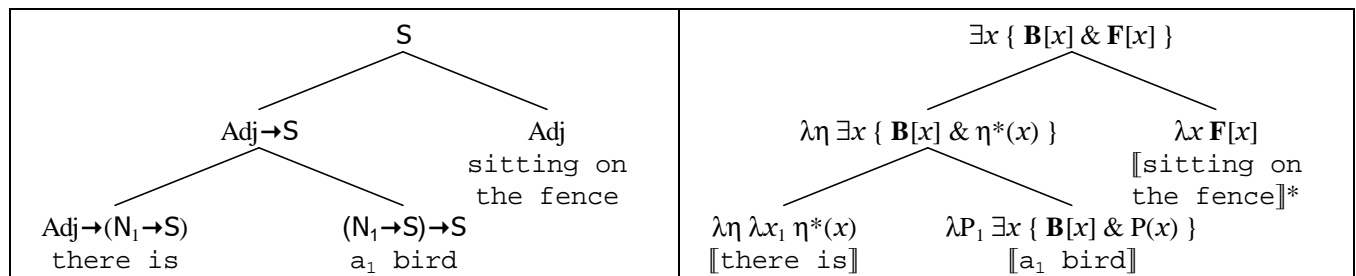 S
∃x { B[x] & F[x] }
Adj→S
Adj
λη ∃x { B[x] & η*(x) }
λx F[x]
sitting on
the fence
⟦sitting on
the fence⟧*
Adj→(N₁→S)
(N₁→S)→S
λη λx₁ η*(x)
λP₁ ∃x { B[x] & P(x) }
there is
a₁ bird
⟦there is⟧
⟦a₁ bird⟧